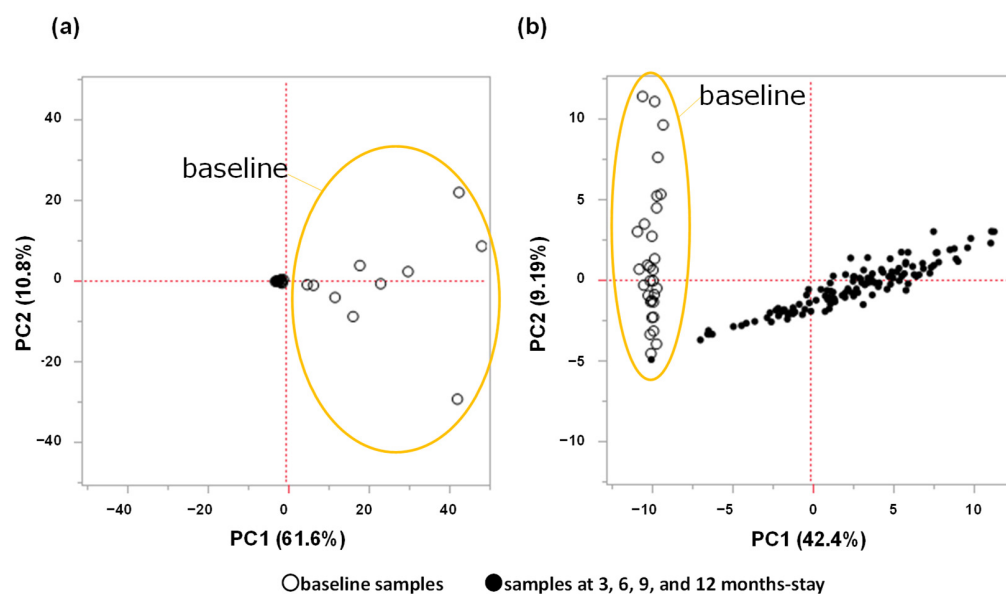 (a)
(b)
baseline
baseline
40
20
0
−20
−40
10
5
0
−5
−10
PC2 (10.8%)
PC2 (9.19%)
−40 −20 0 20 40
−10 −5 0 5 10
PC1 (61.6%)
PC1 (42.4%)
baseline samples
samples at 3, 6, 9, and 12 months-stay